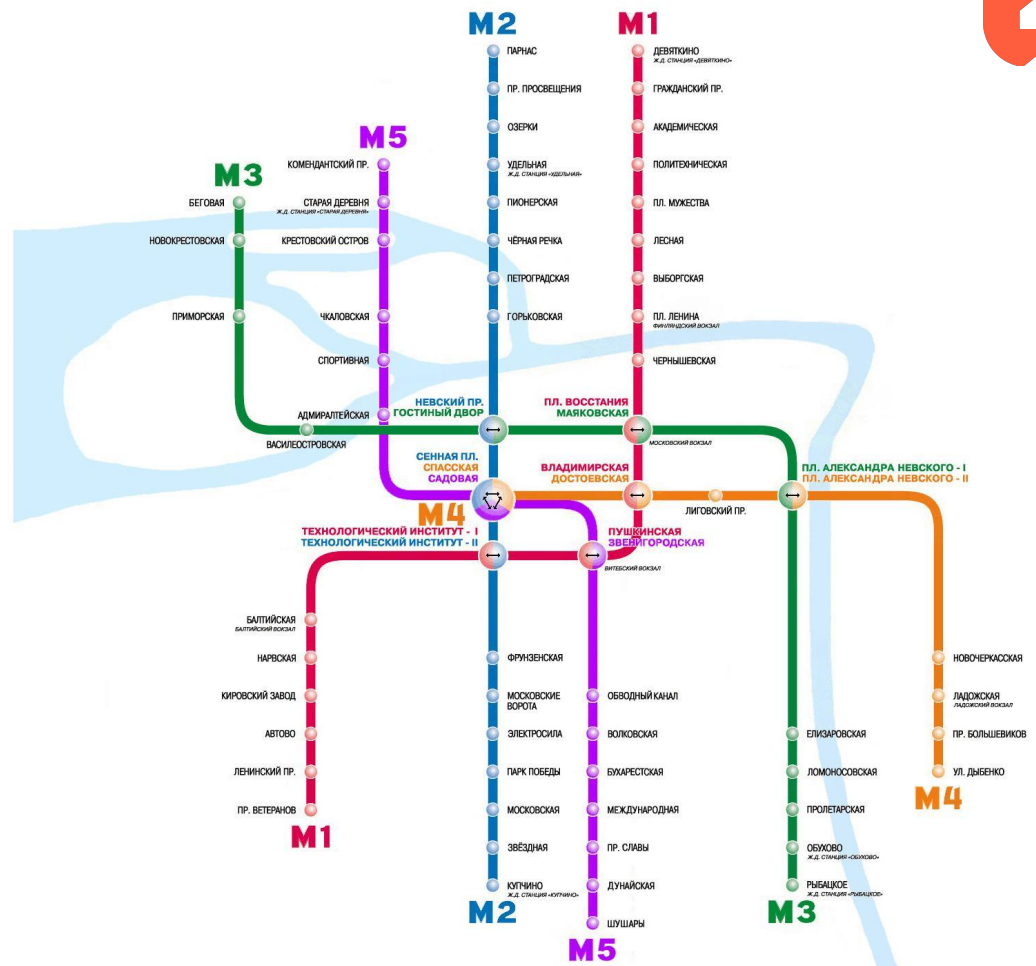 М2
М1
ПАРНАС
ДЕВЯТКИНО
Ж.Д. СТАНЦИЯ «ДЕВЯТКИНО»
ПР. ПРОСВЕЩЕНИЯ
ГРАЖДАНСКИЙ ПР.
ОЗЕРКИ
АКАДЕМИЧЕСКАЯ
М5
КОМЕНДАНТСКИЙ ПР.
УДЕЛЬНАЯ
Ж.Д. СТАНЦИЯ «УДЕЛЬНАЯ»
ПОЛИТЕХНИЧЕСКАЯ
М3
БЕГОВАЯ
СТАРАЯ ДЕРЕВНЯ
Ж.Д. СТАНЦИЯ «СТАРАЯ ДЕРЕВНЯ»
ПИОНЕРСКАЯ
ПЛ. МУЖЕСТВА
НОВОКРЕСТОВСКАЯ
КРЕСТОВСКИЙ ОСТРОВ
ЧЁРНАЯ РЕЧКА
ЛЕСНАЯ
ПЕТРОГРАДСКАЯ
ВЫБОРГСКАЯ
ПРИМОРСКАЯ
ЧКАЛОВСКАЯ
ГОРЬКОВСКАЯ
ПЛ. ЛЕНИНА
ФИНЛЯНДСКИЙ ВОКЗАЛ
СПОРТИВНАЯ
ЧЕРНЫШЕВСКАЯ
АДМИРАЛТЕЙСКАЯ
НЕВСКИЙ ПР.
ГОСТИНЫЙ ДВОР
ПЛ. ВОССТАНИЯ
МАЯКОВСКАЯ
ВАСИЛЕОСТРОВСКАЯ
МОСКОВСКИЙ ВОКЗАЛ
СЕННАЯ ПЛ.
СПАССКАЯ
САДОВАЯ
ВЛАДИМИРСКАЯ
ДОСТОЕВСКАЯ
ПЛ. АЛЕКСАНДРА НЕВСКОГО - I
ПЛ. АЛЕКСАНДРА НЕВСКОГО - II
М4
ЛИГОВСКИЙ ПР.
ТЕХНОЛОГИЧЕСКИЙ ИНСТИТУТ - I
ТЕХНОЛОГИЧЕСКИЙ ИНСТИТУТ - II
ПУШКИНСКАЯ
ЗВЕНИГОРОДСКАЯ
ВИТЕБСКИЙ ВОКЗАЛ
БАЛТИЙСКАЯ
БАЛТИЙСКИЙ ВОКЗАЛ
НАРВСКАЯ
ФРУНЗЕНСКАЯ
НОВОЧЕРКАССКАЯ
КИРОВСКИЙ ЗАВОД
МОСКОВСКИЕ
ВОРОТА
ОБВОДНЫЙ КАНАЛ
ЛАДОЖСКАЯ
ЛАДОЖСКИЙ ВОКЗАЛ
АВТОВО
ЭЛЕКТРОСИЛА
ВОЛКОВСКАЯ
ЕЛИЗАРОВСКАЯ
ПР. БОЛЬШЕВИКОВ
ЛЕНИНСКИЙ ПР.
ПАРК ПОБЕДЫ
БУХАРЕСТСКАЯ
ЛОМОНОСОВСКАЯ
УЛ. ДЫБЕНКО
М4
ПР. ВЕТЕРАНОВ
МОСКОВСКАЯ
МЕЖДУНАРОДНАЯ
ПРОЛЕТАРСКАЯ
М1
ЗВЁЗДНАЯ
ПР. СЛАВЫ
ОБУХОВО
Ж.Д. СТАНЦИЯ «ОБУХОВО»
КУПЧИНО
Ж.Д. СТАНЦИЯ «КУПЧИНО»
ДУНАЙСКАЯ
РЫБАЦКОЕ
Ж.Д. СТАНЦИЯ «РЫБАЦКОЕ»
М2
М3
ШУШАРЫ
М5